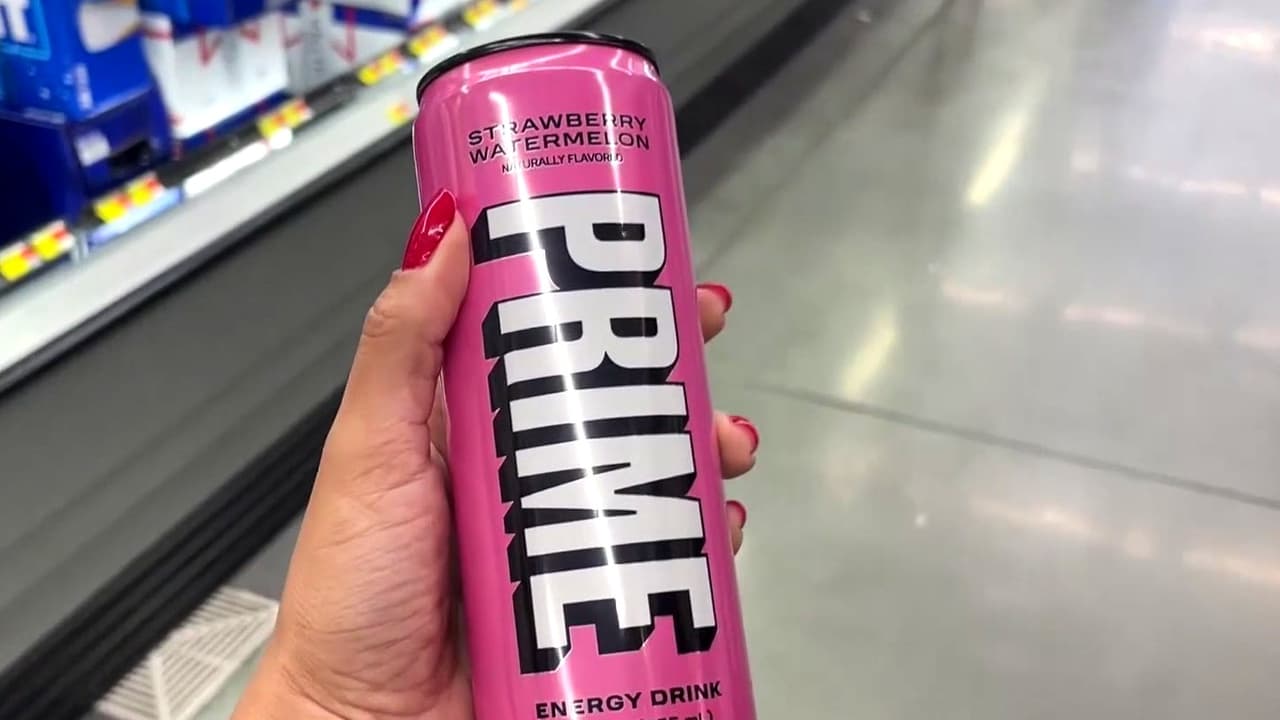 STRAWBERRY
WATERMELON
NATURALLY FLAVORED
PRIME
ENERGY DRINK